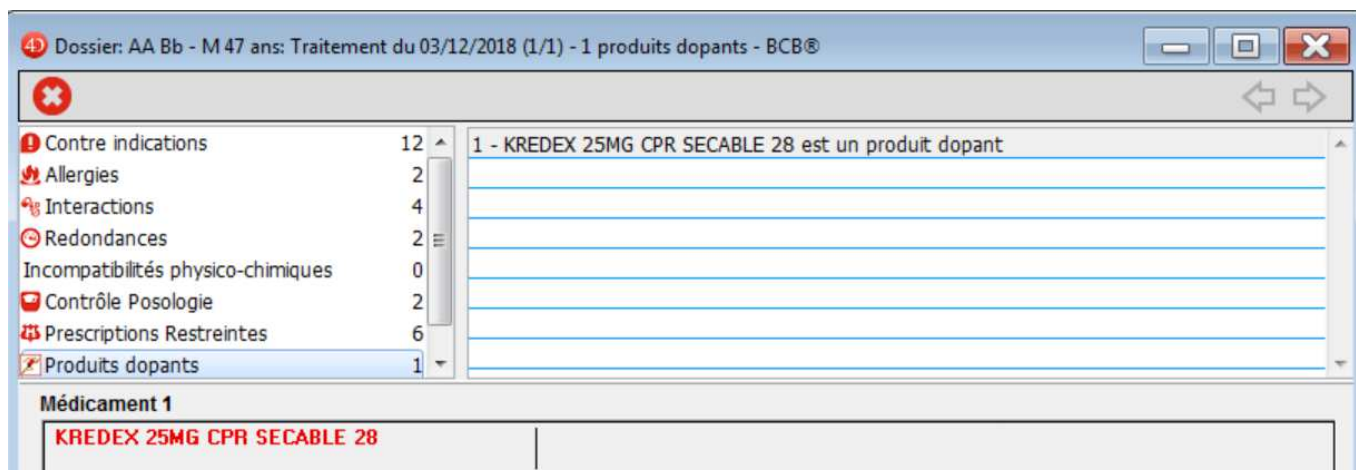 4D Dossier: AA Bb - M 47 ans: Traitement du 03/12/2018 (1/1) - 1 produits dopants - BCB®
Contre indications 12
Allergies 2
Interactions 4
Redondances 2
Incompatibilités physico-chimiques 0
Contrôle Posologie 2
Prescriptions Restreintes 6
Produits dopants 1
1 - KREDEX 25MG CPR SECABLE 28 est un produit dopant
Médicament 1
KREDEX 25MG CPR SECABLE 28